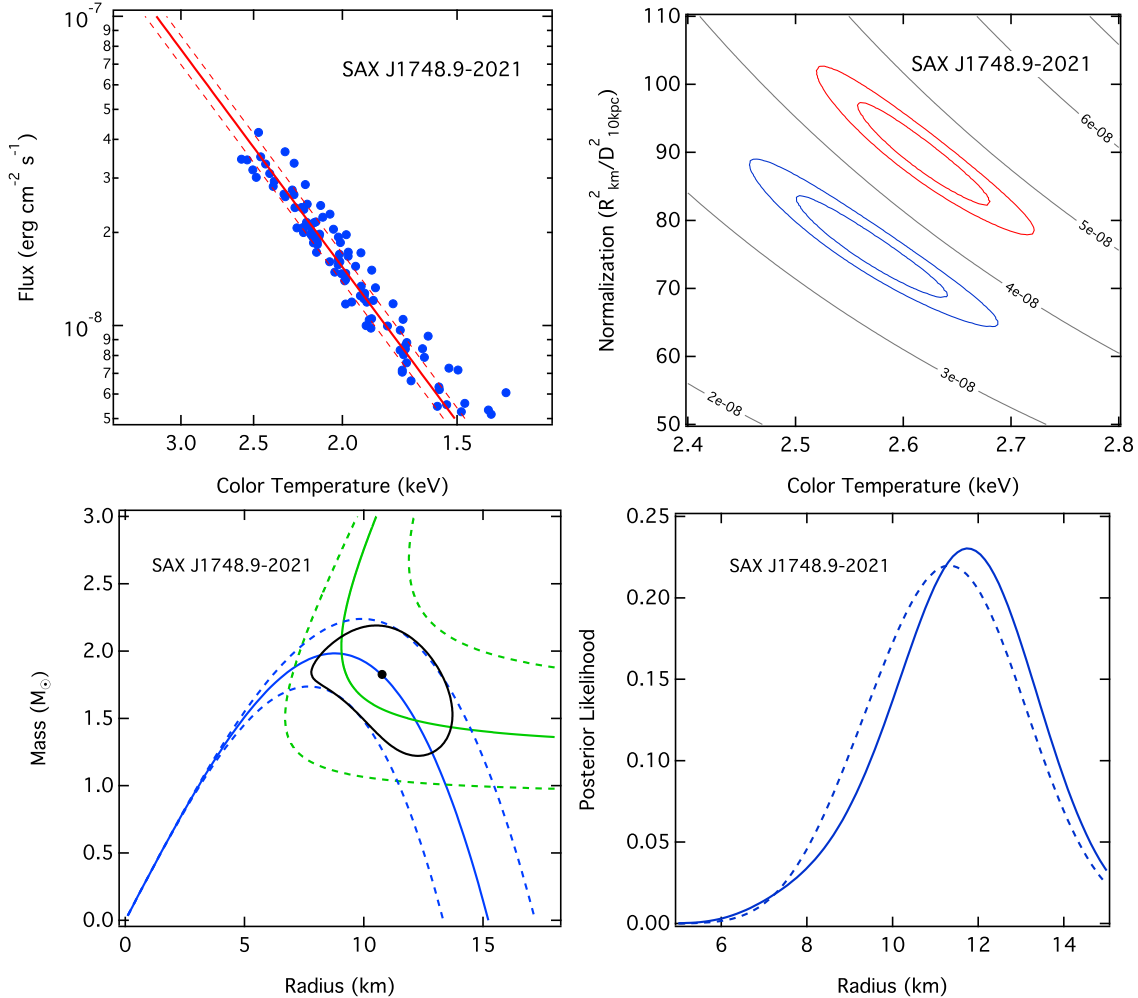 10^-7
9
8
7
6
5
4
3
2
10^-8
9
8
7
6
5
SAX J1748.9-2021
Flux (erg cm^-2 s^-1)
3.0 2.5 2.0 1.5
Color Temperature (keV)
110
100
90
80
70
60
50
SAX J1748.9-2021
6e-08
5e-08
4e-08
3e-08
2e-08
Normalization (R^2_km/D^2_10kpc)
2.4 2.5 2.6 2.7 2.8
Color Temperature (keV)
3.0
2.5
2.0
1.5
1.0
0.5
0.0
SAX J1748.9-2021
Mass (M_☉)
0 5 10 15
Radius (km)
0.25
0.20
0.15
0.10
0.05
0.00
SAX J1748.9-2021
Posterior Likelihood
6 8 10 12 14
Radius (km)